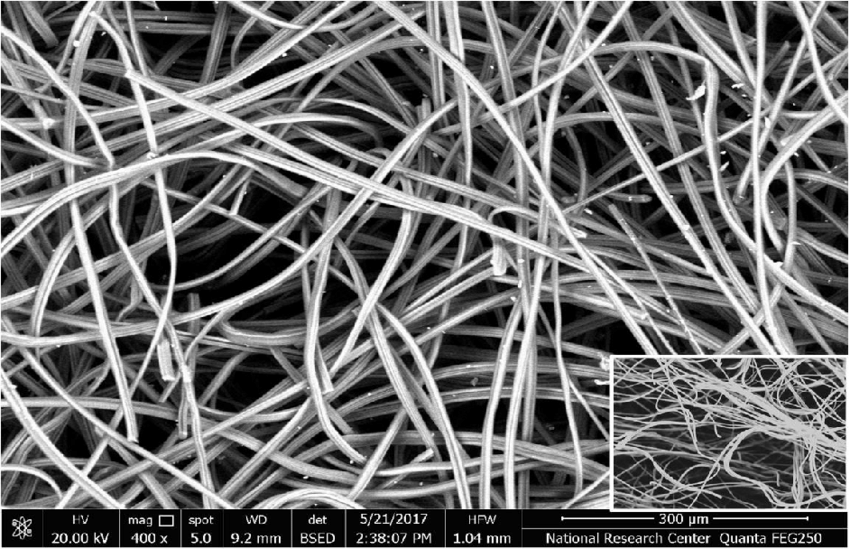 HV mag spot WD det 5/21/2017 HFW 300 µm
20.00 kV 400 x 5.0 9.2 mm BSED 2:38:07 PM 1.04 mm National Research Center Quanta FEG250